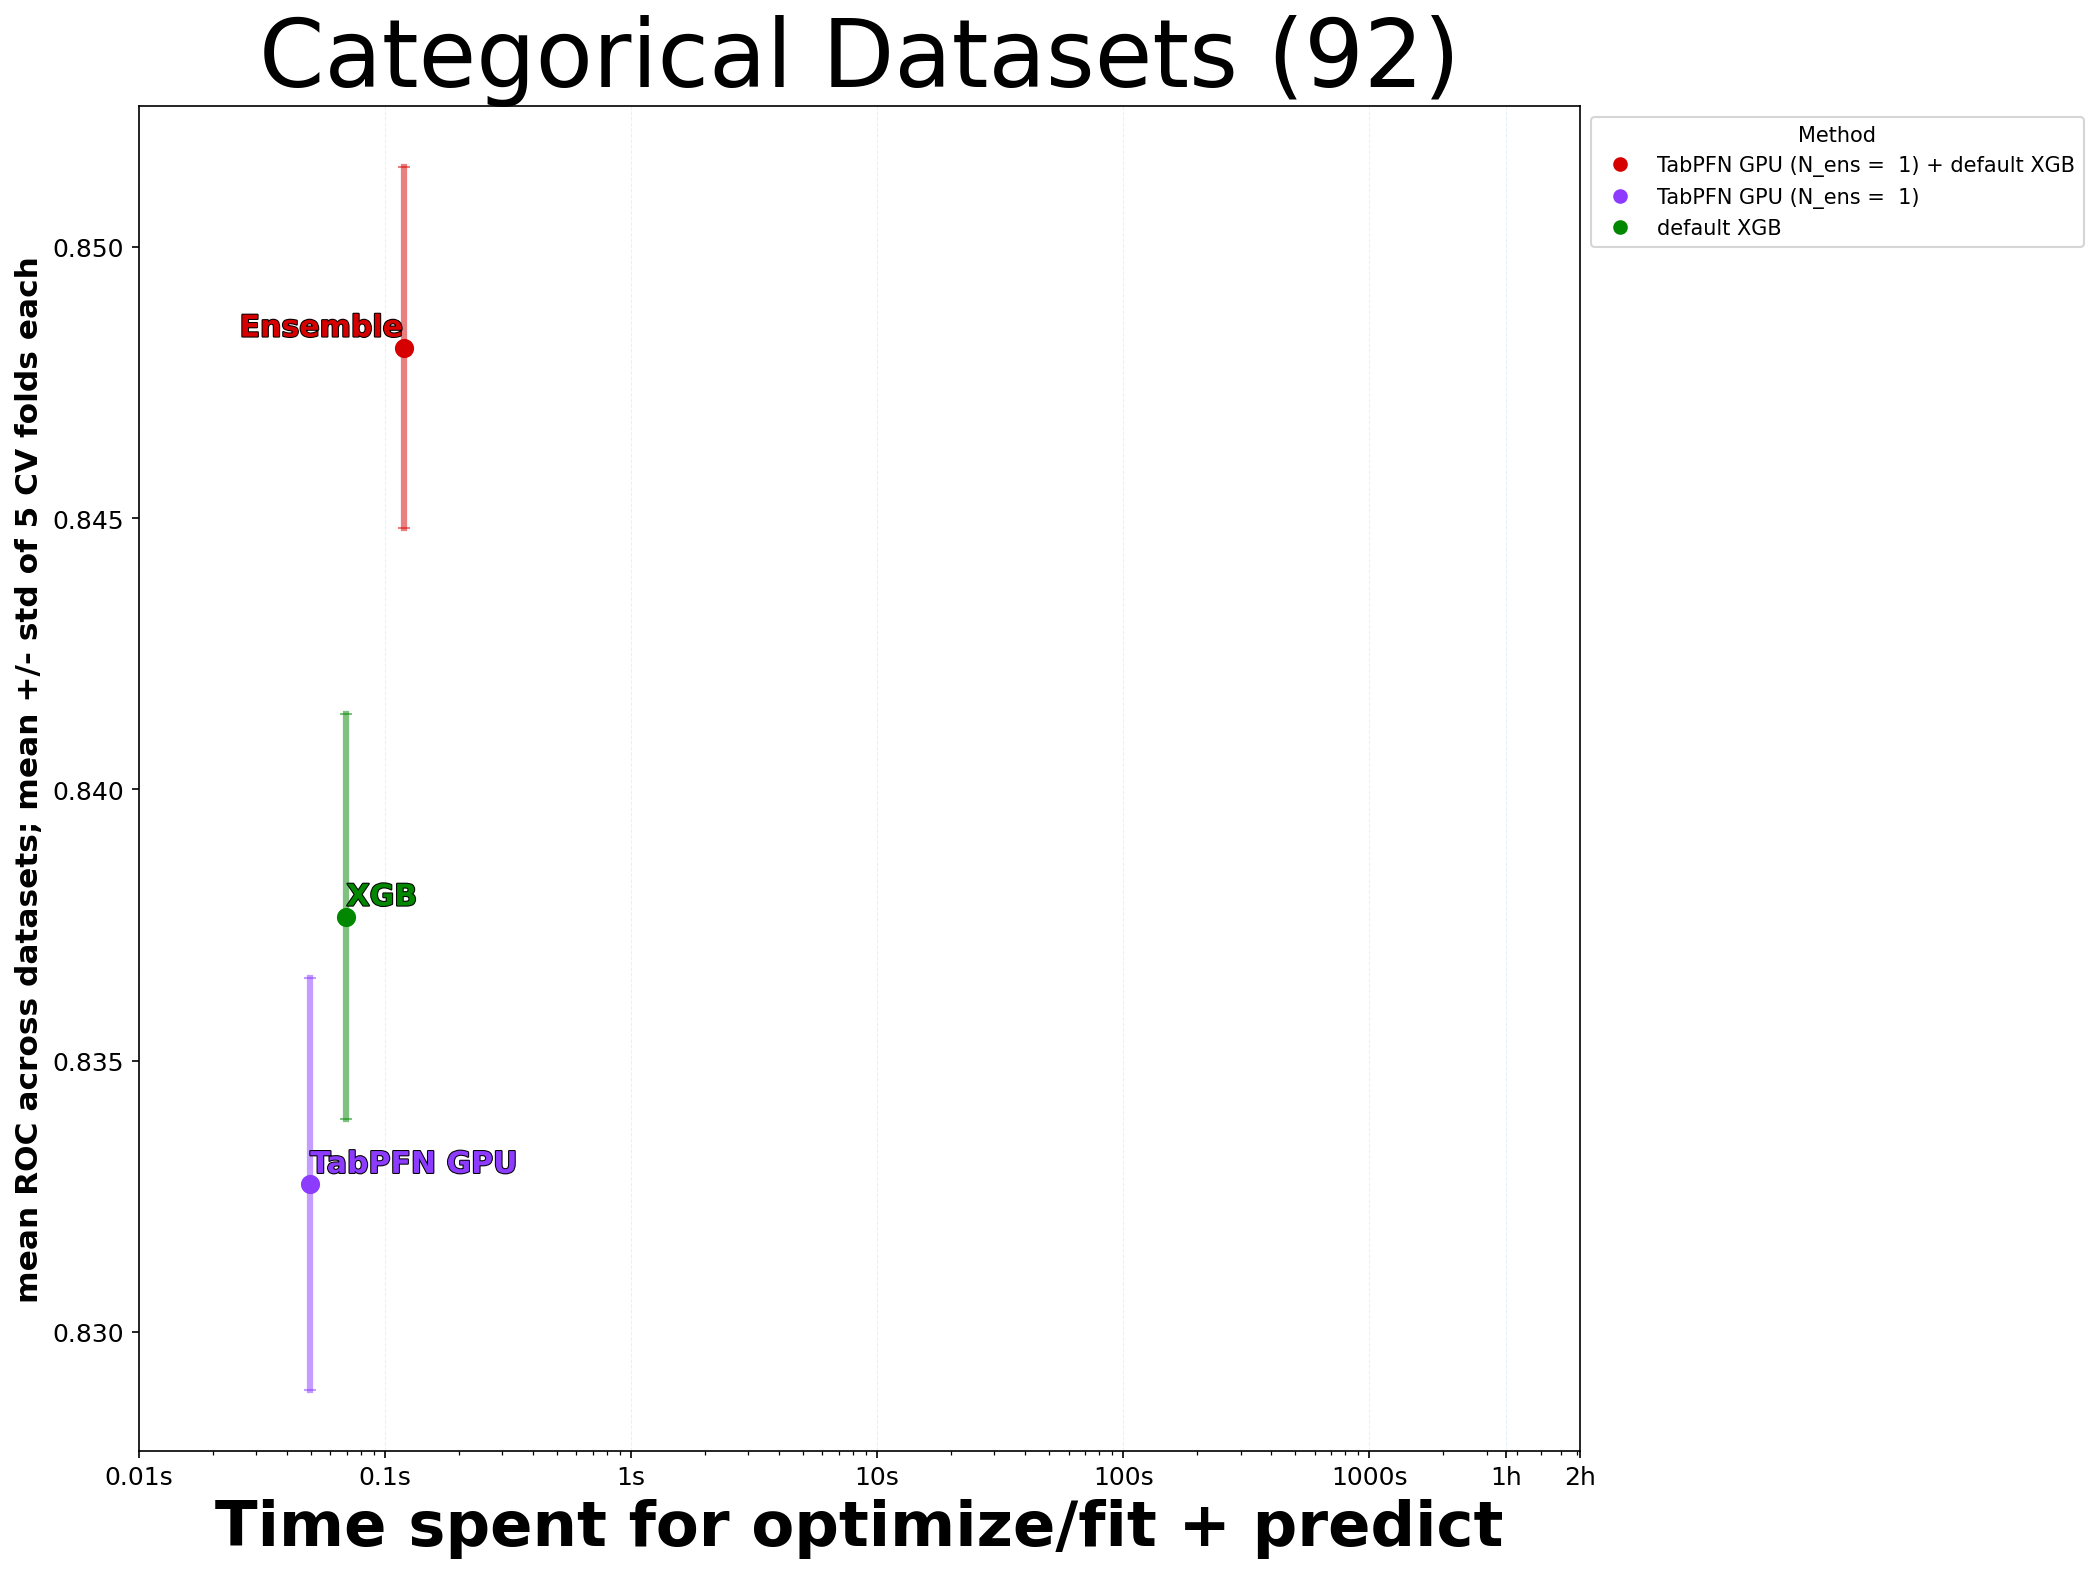 Categorical Datasets (92)
mean ROC across datasets; mean +/- std of 5 CV folds each
0.850
0.845
0.840
0.835
0.830
Ensemble
XGB
TabPFN GPU
0.01s 0.1s 1s 10s 100s 1000s 1h 2h
Time spent for optimize/fit + predict
Method
TabPFN GPU (N_ens =  1) + default XGB
TabPFN GPU (N_ens =  1)
default XGB